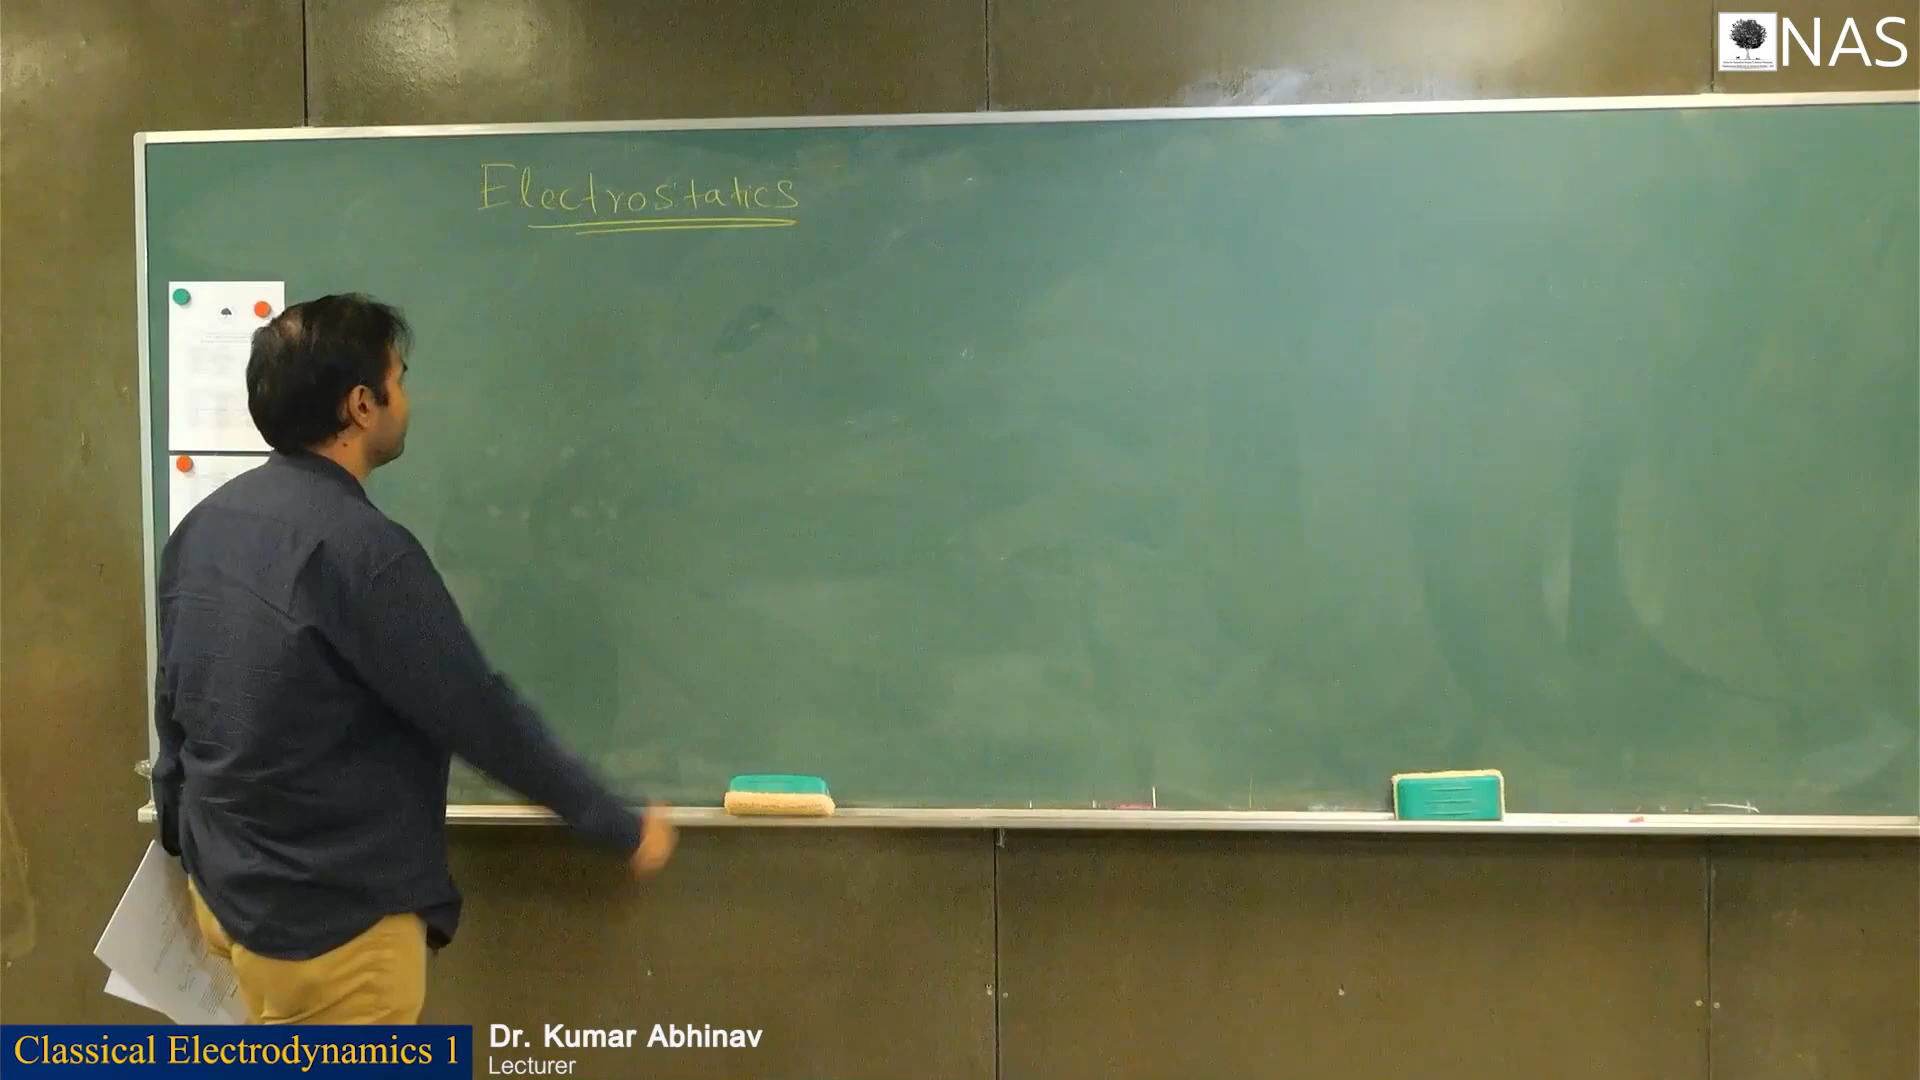 NAS
Electrostatics
Classical Electrodynamics 1
Dr. Kumar Abhinav
Lecturer